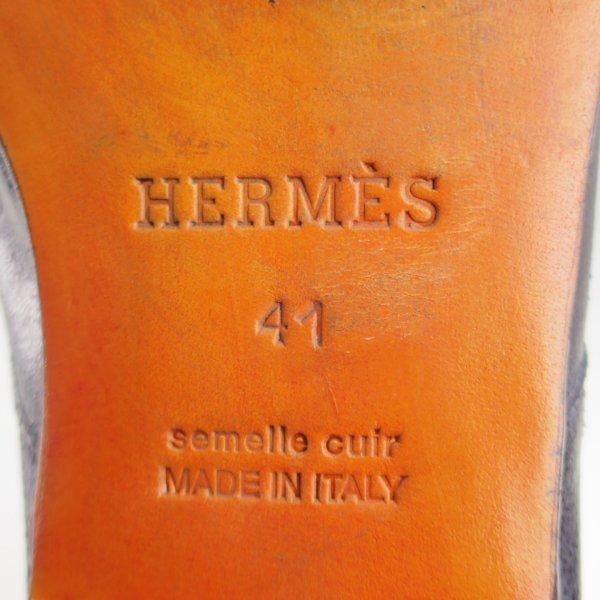 HERMÈS
41
semelle cuir
MADE IN ITALY